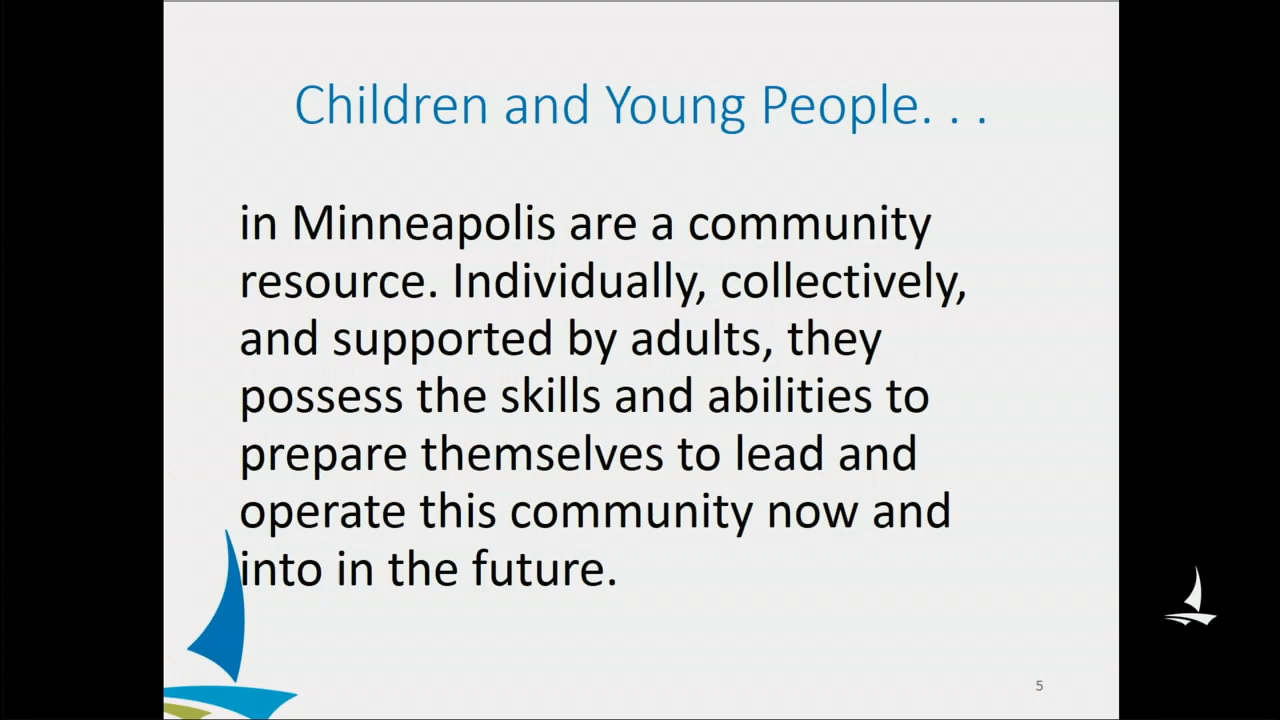 Children and Young People. . .
in Minneapolis are a community
resource. Individually, collectively,
and supported by adults, they
possess the skills and abilities to
prepare themselves to lead and
operate this community now and
into in the future.
5